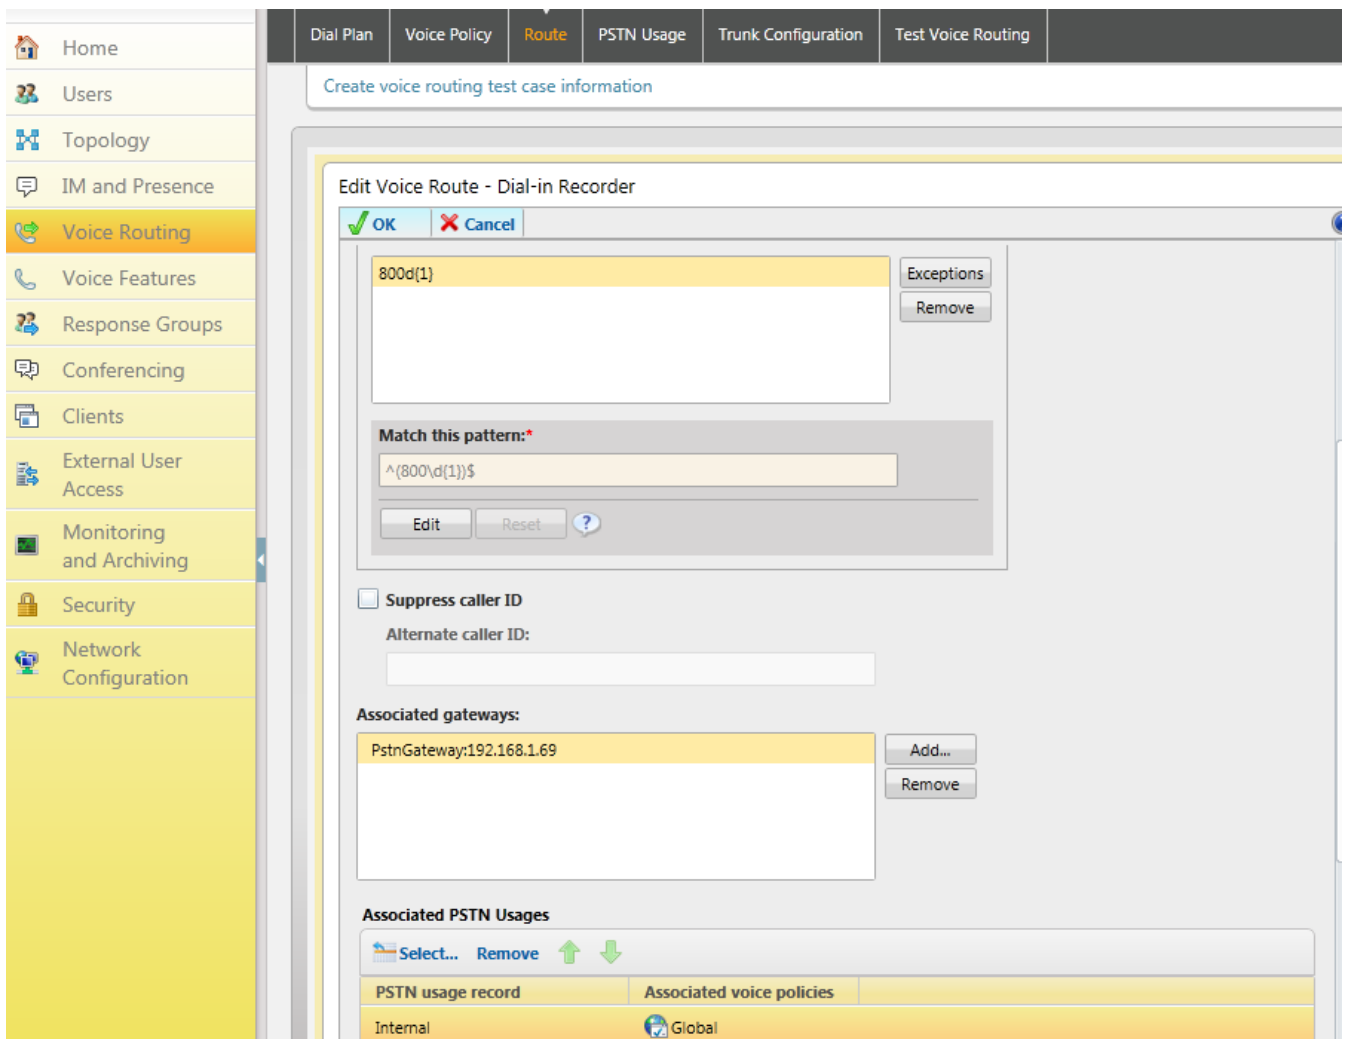 Home
Users
Topology
IM and Presence
Voice Routing
Voice Features
Response Groups
Conferencing
Clients
External User
Access
Monitoring
and Archiving
Security
Network
Configuration
Dial Plan Voice Policy Route PSTN Usage Trunk Configuration Test Voice Routing
Create voice routing test case information
Edit Voice Route - Dial-in Recorder
OK Cancel
800d{1} Exceptions
Remove
Match this pattern:*
^(800\d{1})$
Edit Reset ?
Suppress caller ID
Alternate caller ID:
Associated gateways:
PstnGateway:192.168.1.69 Add...
Remove
Associated PSTN Usages
Select... Remove
PSTN usage record Associated voice policies
Internal Global